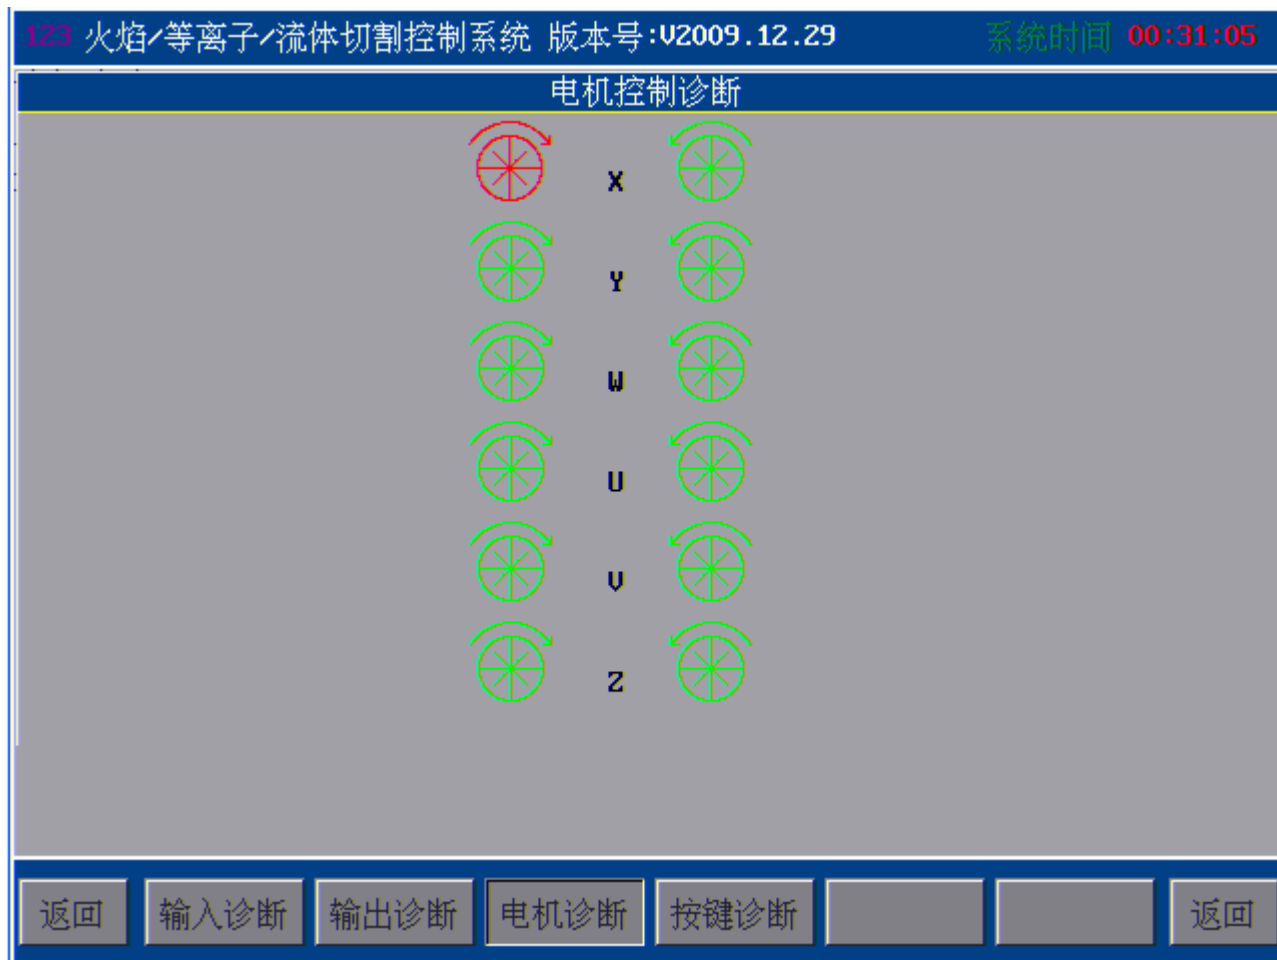 123 火焰/等离子/流体切割控制系统 版本号:V2009.12.29 系统时间 00:31:05
电机控制诊断
X
Y
W
U
V
Z
返回 输入诊断 输出诊断 电机诊断 按键诊断 返回